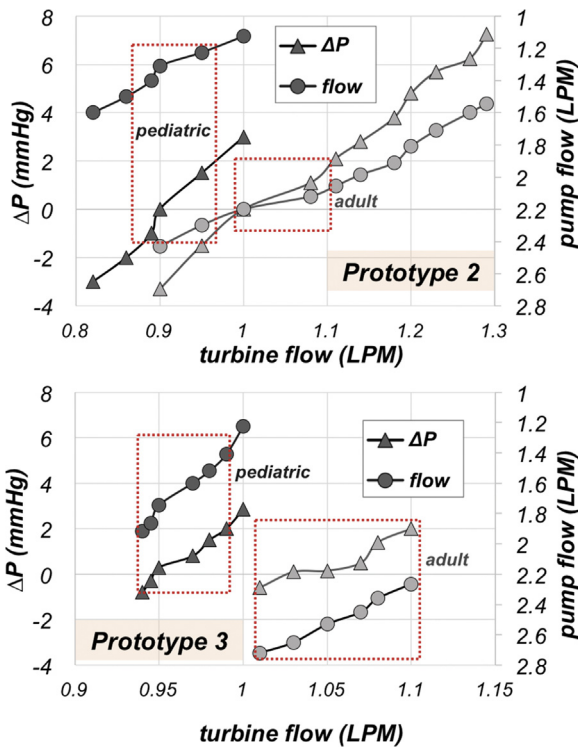 8
6
4
2
0
-2
-4
ΔP (mmHg)
1
1.2
1.4
1.6
1.8
2
2.2
2.4
2.6
2.8
pump flow (LPM)
ΔP
flow
pediatric
adult
Prototype 2
0.8
0.9
1
1.1
1.2
1.3
turbine flow (LPM)
8
6
4
2
0
-2
-4
ΔP (mmHg)
1
1.2
1.4
1.6
1.8
2
2.2
2.4
2.6
2.8
pump flow (LPM)
ΔP
flow
pediatric
adult
Prototype 3
0.9
0.95
1
1.05
1.1
1.15
turbine flow (LPM)